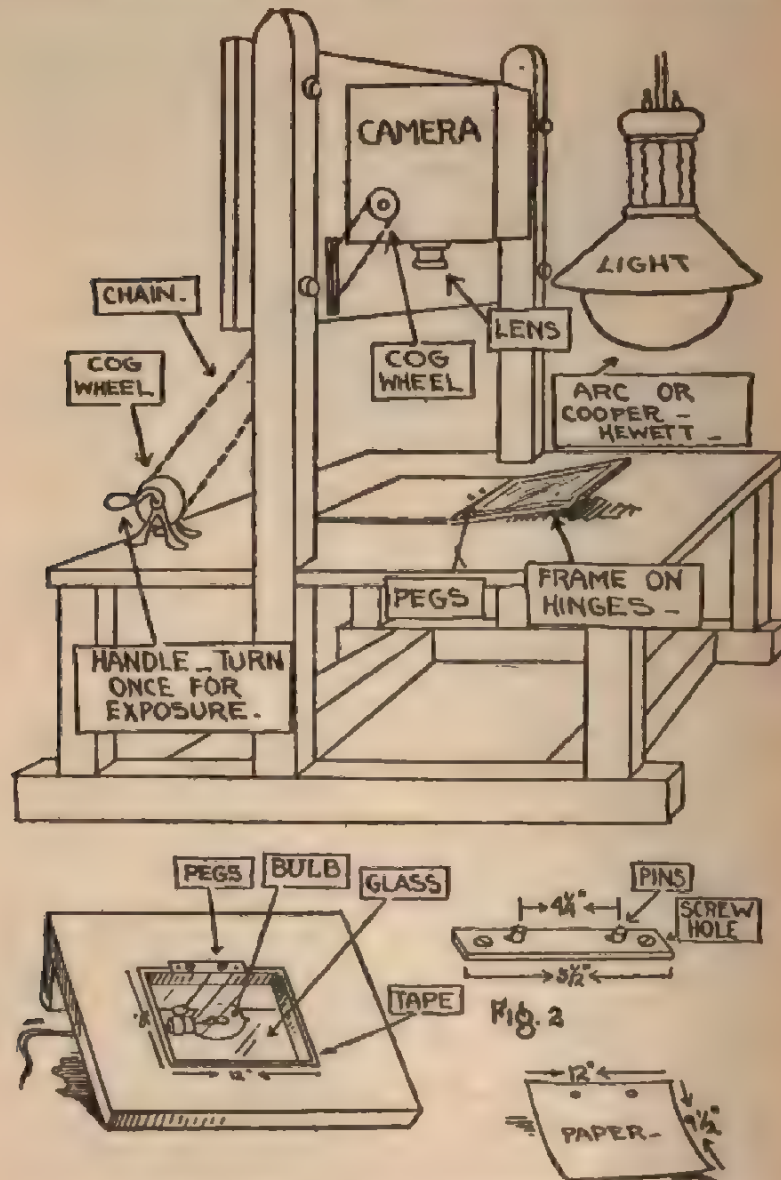 CAMERA
LIGHT
CHAIN.
LENS
COG
WHEEL
COG
WHEEL
ARC OR
COOPER -
HEWETT -
PEGS
FRAME ON
HINGES -
HANDLE - TURN
ONCE FOR
EXPOSURE.
PEGS
BULB
GLASS
TAPE
12"
4¼"
PINS
SCREW
HOLE
5½"
Fig. 2
12"
9½"
PAPER -